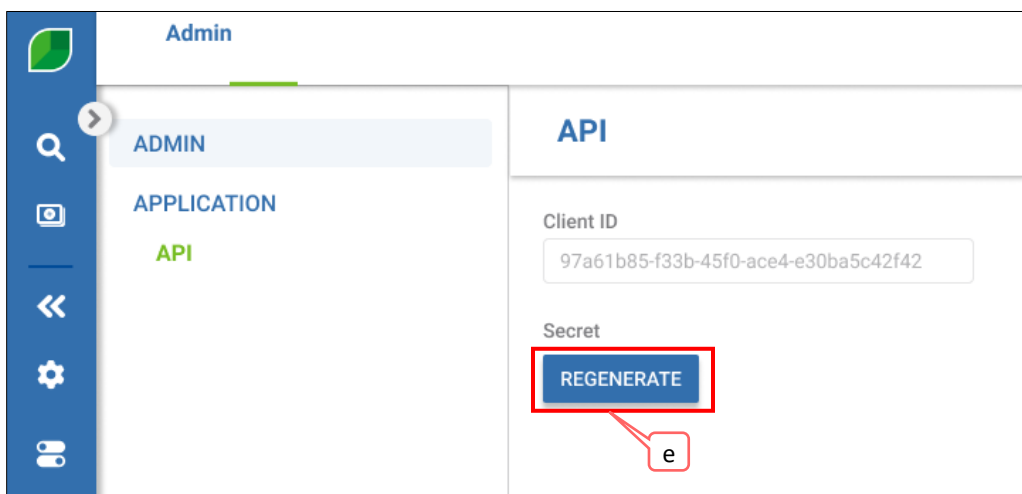 Admin
ADMIN
APPLICATION
API
API
Client ID
97a61b85-f33b-45f0-ace4-e30ba5c42f42
Secret
REGENERATE
e